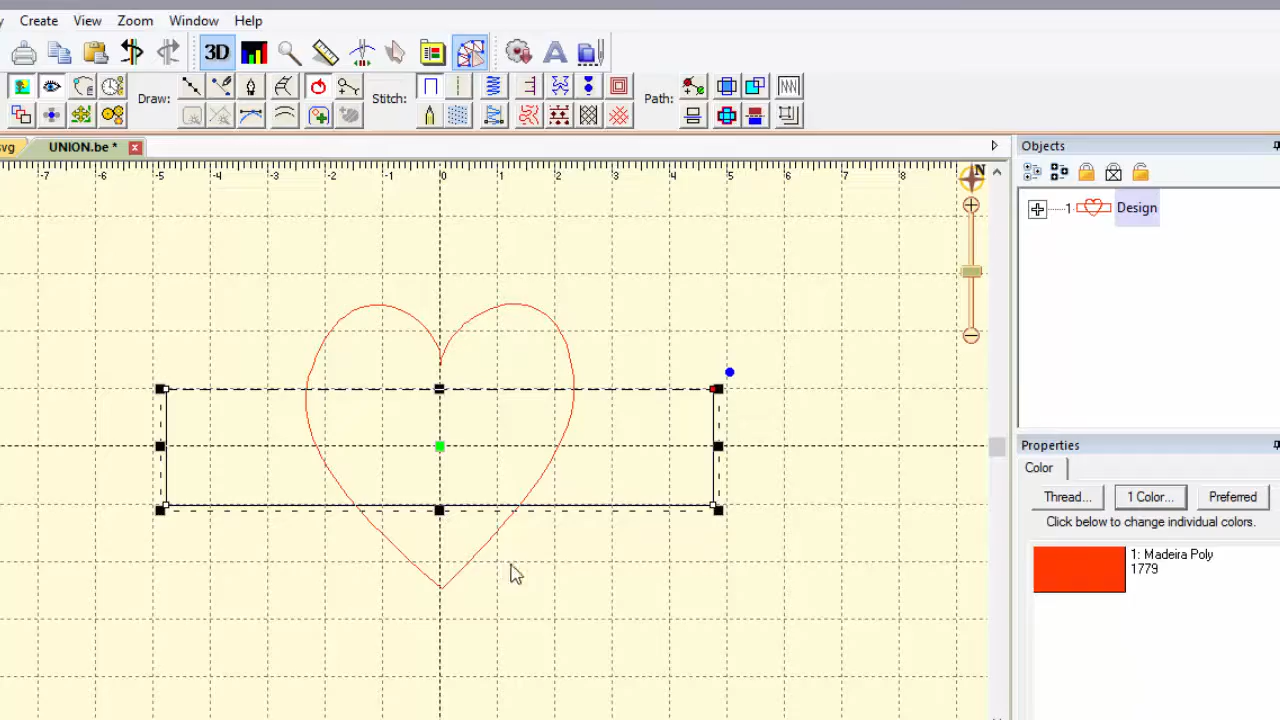 y Create View Zoom Window Help
3D A
Draw: Stitch: Path:
svg UNION.be *
-7 -6 -5 -4 -3 -2 -1 0 1 2 3 4 5 6 7 8
N
Objects
1 Design
Properties
Color
Thread... 1 Color... Preferred
Click below to change individual colors.
1: Madeira Poly
1779